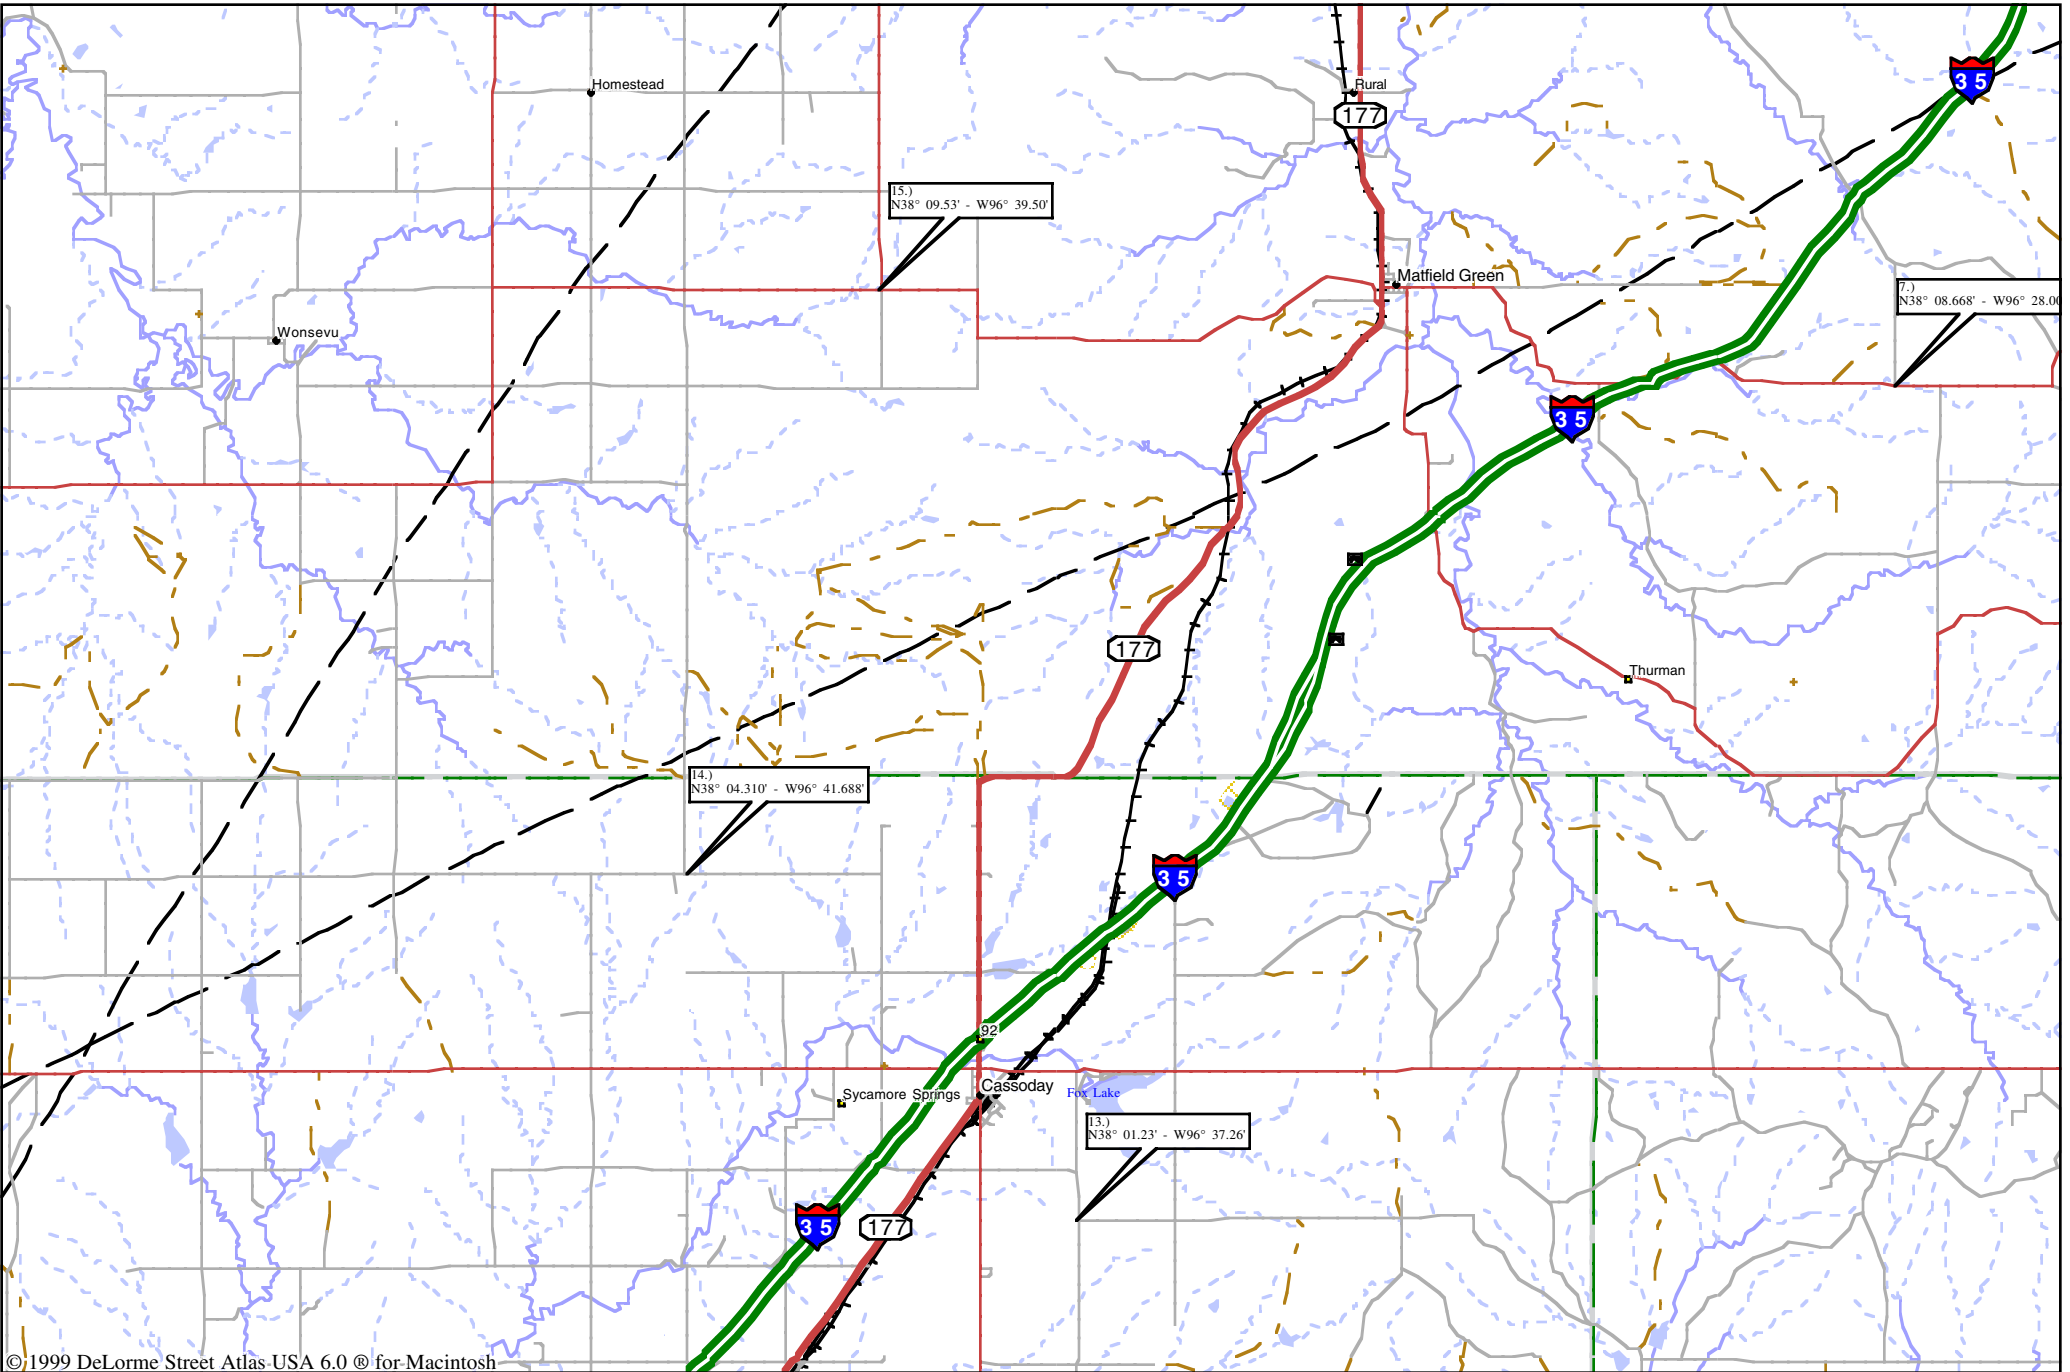 35
Homestead
Rural
177
15.)
N38° 09.53' - W96° 39.50'
Matfield Green
7.)
N38° 08.668' - W96° 28.00
Wonsevu
35
177
Thurman
14.)
N38° 04.310' - W96° 41.688'
35
92
Cassoday
Sycamore Springs
Fox Lake
13.)
N38° 01.23' - W96° 37.26'
35
177
© 1999 DeLorme Street Atlas USA 6.0 ® for Macintosh